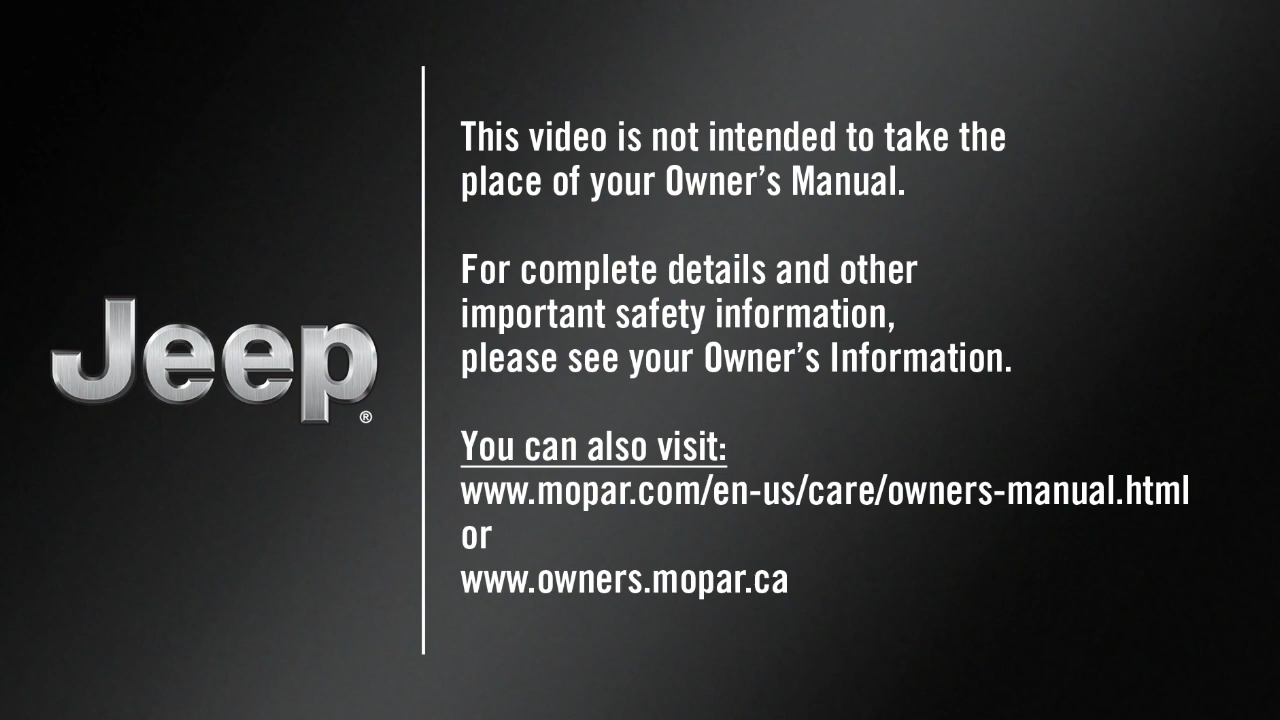 Jeep®
This video is not intended to take the
place of your Owner's Manual.
For complete details and other
important safety information,
please see your Owner's Information.
You can also visit:
www.mopar.com/en-us/care/owners-manual.html
or
www.owners.mopar.ca